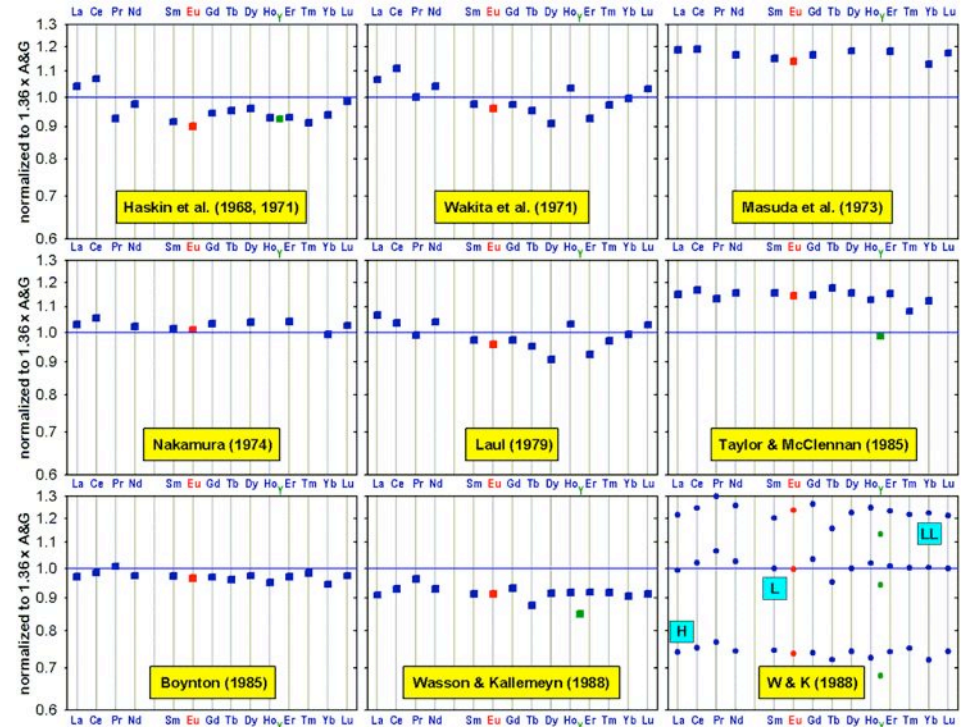 La Ce Pr Nd Sm Eu Gd Tb Dy Ho Y Er Tm Yb Lu
La Ce Pr Nd Sm Eu Gd Tb Dy Ho Y Er Tm Yb Lu
La Ce Pr Nd Sm Eu Gd Tb Dy Ho Y Er Tm Yb Lu
normalized to 1.36 x A&G
1.3
1.2
1.1
1.0
0.9
0.8
0.7
0.6
Haskin et al. (1968, 1971)
Wakita et al. (1971)
Masuda et al. (1973)
La Ce Pr Nd Sm Eu Gd Tb Dy Ho Y Er Tm Yb Lu
La Ce Pr Nd Sm Eu Gd Tb Dy Ho Y Er Tm Yb Lu
La Ce Pr Nd Sm Eu Gd Tb Dy Ho Y Er Tm Yb Lu
normalized to 1.36 x A&G
1.3
1.2
1.1
1.0
0.9
0.8
0.7
0.6
Nakamura (1974)
Laul (1979)
Taylor & McClennan (1985)
La Ce Pr Nd Sm Eu Gd Tb Dy Ho Y Er Tm Yb Lu
La Ce Pr Nd Sm Eu Gd Tb Dy Ho Y Er Tm Yb Lu
La Ce Pr Nd Sm Eu Gd Tb Dy Ho Y Er Tm Yb Lu
normalized to 1.36 x A&G
1.3
1.2
1.1
1.0
0.9
0.8
0.7
0.6
Boynton (1985)
Wasson & Kallemeyn (1988)
LL
L
H
W & K (1988)
La Ce Pr Nd Sm Eu Gd Tb Dy Ho Y Er Tm Yb Lu
La Ce Pr Nd Sm Eu Gd Tb Dy Ho Y Er Tm Yb Lu
La Ce Pr Nd Sm Eu Gd Tb Dy Ho Y Er Tm Yb Lu